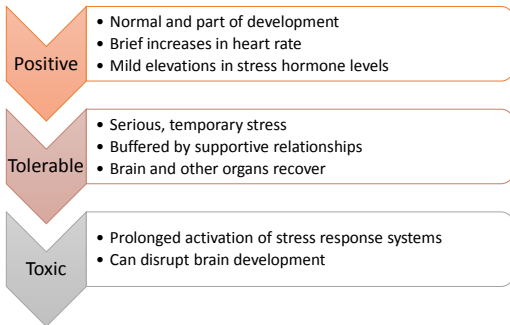 Positive
• Normal and part of development
• Brief increases in heart rate
• Mild elevations in stress hormone levels
Tolerable
• Serious, temporary stress
• Buffered by supportive relationships
• Brain and other organs recover
Toxic
• Prolonged activation of stress response systems
• Can disrupt brain development